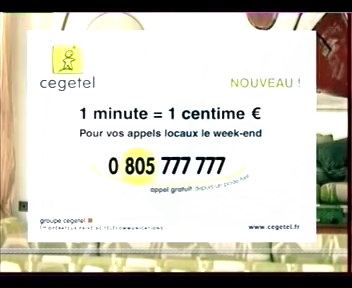 cegetel
NOUVEAU !
1 minute = 1 centime €
Pour vos appels locaux le week-end
0 805 777 777
appel gratuit depuis un poste fixe
groupe cegetel
1er OPÉRATEUR PRIVÉ DE TÉLÉCOMMUNICATIONS
www.cegetel.fr